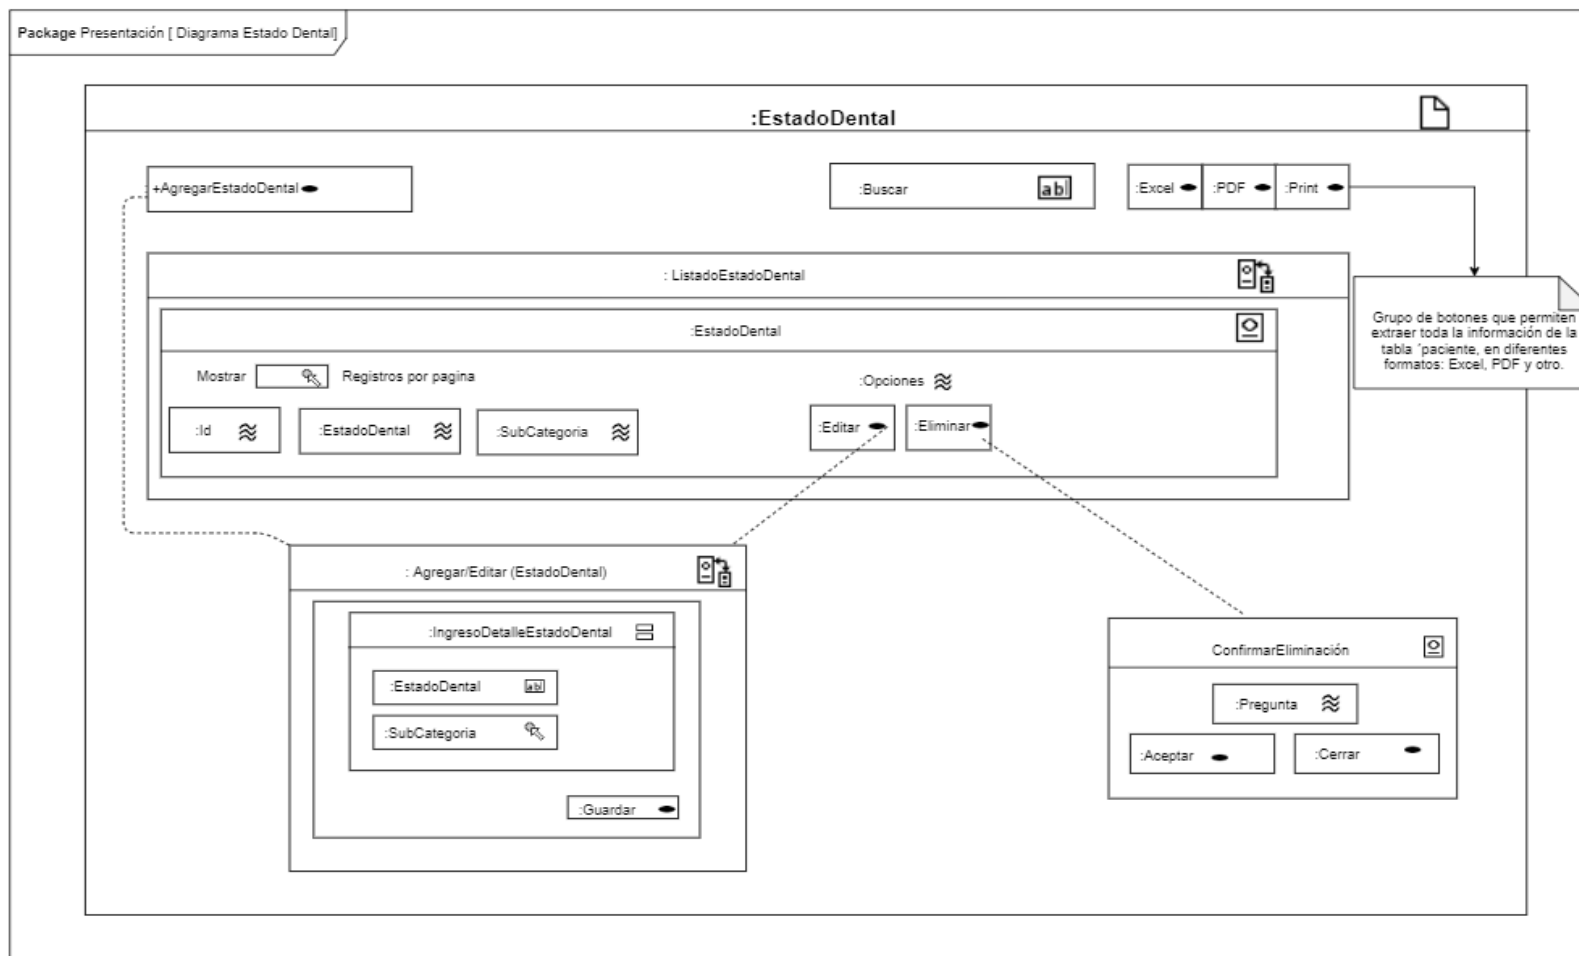 Package Presentación [ Diagrama Estado Dental]
:EstadoDental
+AgregarEstadoDental
:Buscar
ab|
:Excel
:PDF
:Print
: ListadoEstadoDental
:EstadoDental
Grupo de botones que permiten
extraer toda la información de la
tabla ´paciente, en diferentes
formatos: Excel, PDF y otro.
Mostrar
Registros por pagina
:Opciones
:Id
:EstadoDental
:SubCategoria
:Editar
:Eliminar
: Agregar/Editar (EstadoDental)
:IngresoDetalleEstadoDental
:EstadoDental
ab|
:SubCategoria
:Guardar
ConfirmarEliminación
:Pregunta
:Aceptar
:Cerrar